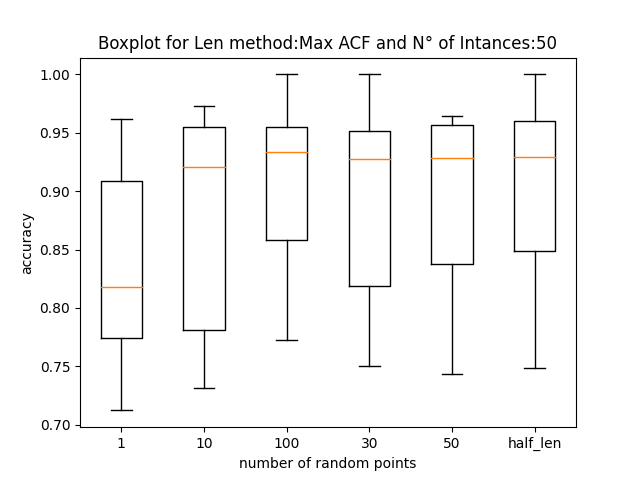 Boxplot for Len method:Max ACF and N° of Intances:50
1.00
0.95
0.90
0.85
0.80
0.75
0.70
accuracy
1 10 100 30 50 half_len
number of random points